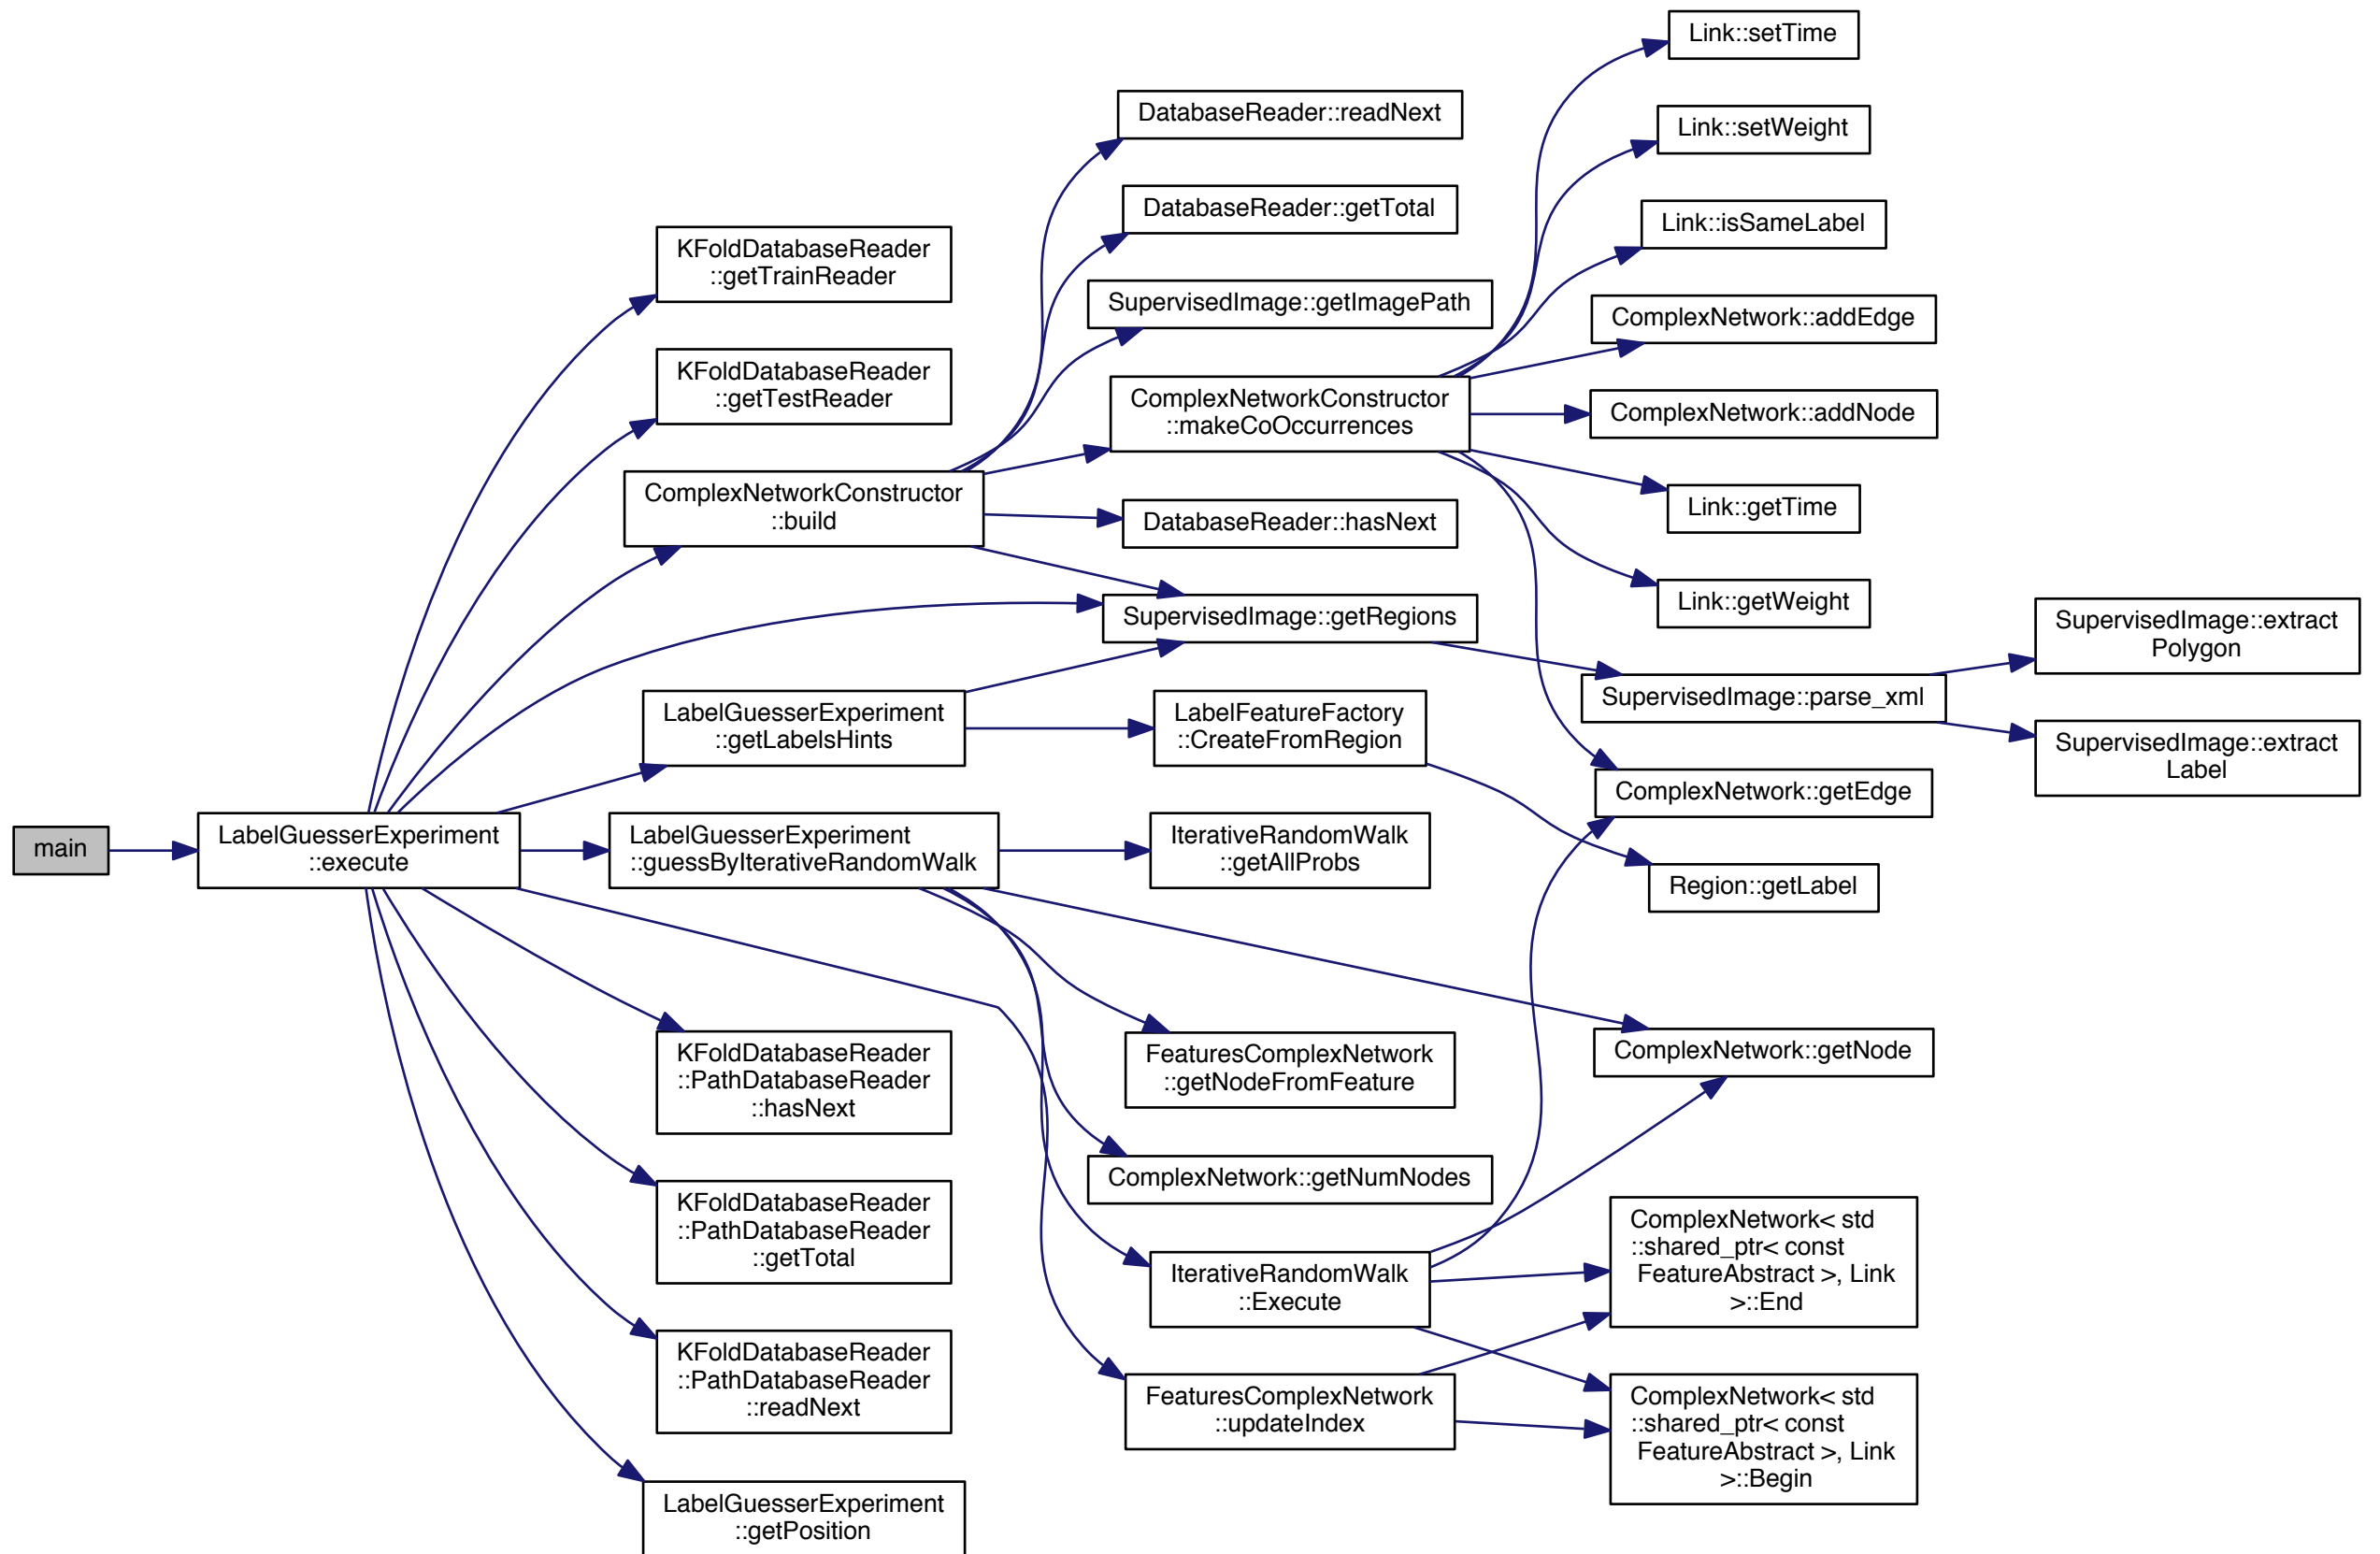 main
LabelGuesserExperiment
::execute
KFoldDatabaseReader
::getTrainReader
KFoldDatabaseReader
::getTestReader
ComplexNetworkConstructor
::build
LabelGuesserExperiment
::getLabelsHints
LabelGuesserExperiment
::guessByIterativeRandomWalk
KFoldDatabaseReader
::PathDatabaseReader
::hasNext
KFoldDatabaseReader
::PathDatabaseReader
::getTotal
KFoldDatabaseReader
::PathDatabaseReader
::readNext
LabelGuesserExperiment
::getPosition
DatabaseReader::readNext
DatabaseReader::getTotal
SupervisedImage::getImagePath
ComplexNetworkConstructor
::makeCoOccurrences
DatabaseReader::hasNext
SupervisedImage::getRegions
LabelFeatureFactory
::CreateFromRegion
IterativeRandomWalk
::getAllProbs
FeaturesComplexNetwork
::getNodeFromFeature
ComplexNetwork::getNumNodes
IterativeRandomWalk
::Execute
FeaturesComplexNetwork
::updateIndex
Link::setTime
Link::setWeight
Link::isSameLabel
ComplexNetwork::addEdge
ComplexNetwork::addNode
Link::getTime
Link::getWeight
SupervisedImage::parse_xml
ComplexNetwork::getEdge
Region::getLabel
ComplexNetwork::getNode
ComplexNetwork< std
::shared_ptr< const
FeatureAbstract >, Link
>::End
ComplexNetwork< std
::shared_ptr< const
FeatureAbstract >, Link
>::Begin
SupervisedImage::extract
Polygon
SupervisedImage::extract
Label